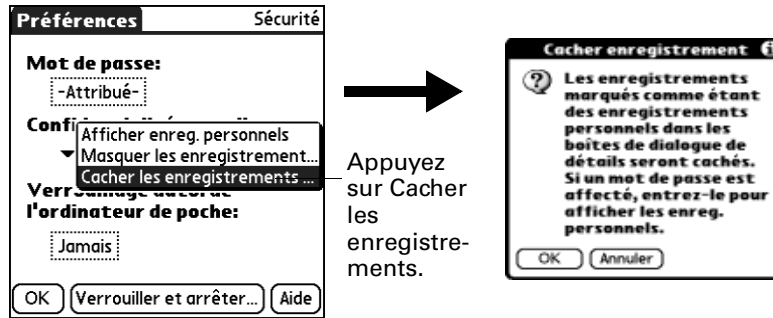 Préférences Sécurité
Mot de passe:
-Attribué-
Afficher enreg. personnels
Masquer les enregistrement...
Cacher les enregistrements ...
l'ordinateur de poche:
Jamais
OK Verrouiller et arrêter... Aide
Appuyez
sur Cacher
les
enregistre-
ments.
Cacher enregistrement
Les enregistrements
marqués comme étant
des enregistrements
personnels dans les
boîtes de dialogue de
détails seront cachés.
Si un mot de passe est
affecté, entrez-le pour
afficher les enreg.
personnels.
OK Annuler